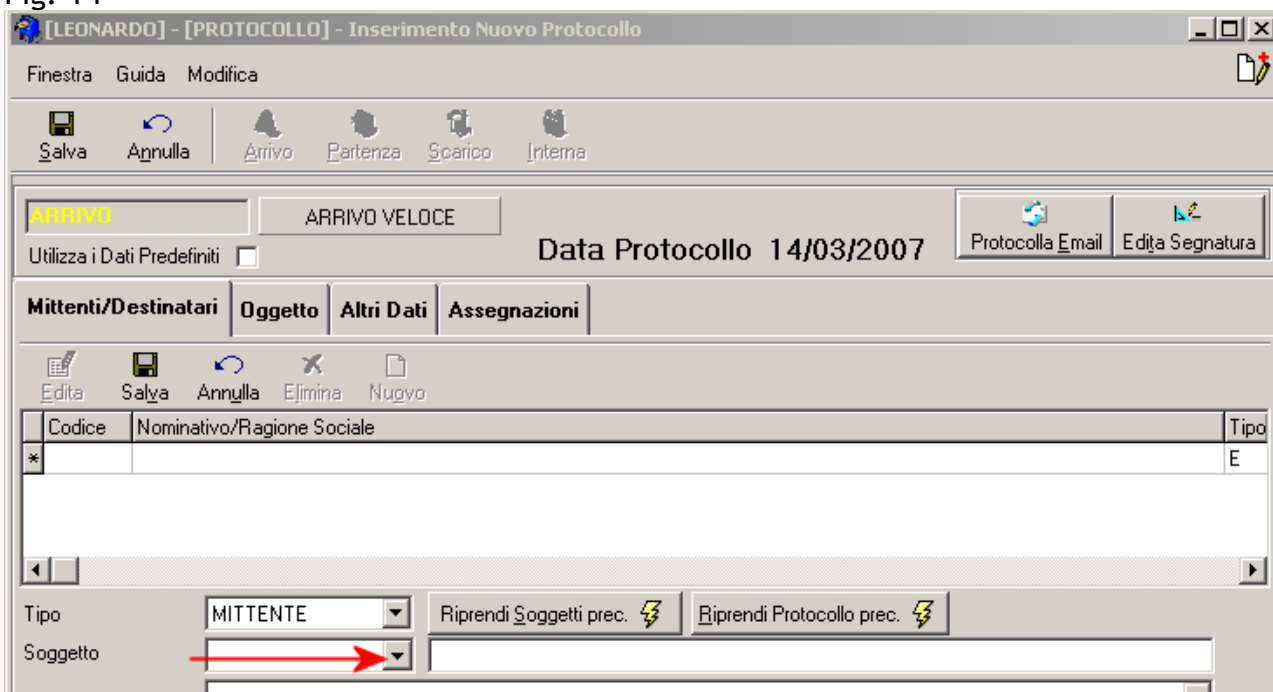 [LEONARDO] - [PROTOCOLLO] - Inserimento Nuovo Protocollo
Finestra Guida Modifica
Salva Annulla Arrivo Partenza Scarico Interna
ARRIVO ARRIVO VELOCE
Utilizza i Dati Predefiniti Data Protocollo 14/03/2007 Protocolla Email Edita Segnatura
Mittenti/Destinatari Oggetto Altri Dati Assegnazioni
Edita Salva Annulla Elimina Nuovo
Codice Nominativo/Ragione Sociale Tipo
* E
Tipo MITTENTE Riprendi Soggetti prec. Riprendi Protocollo prec.
Soggetto